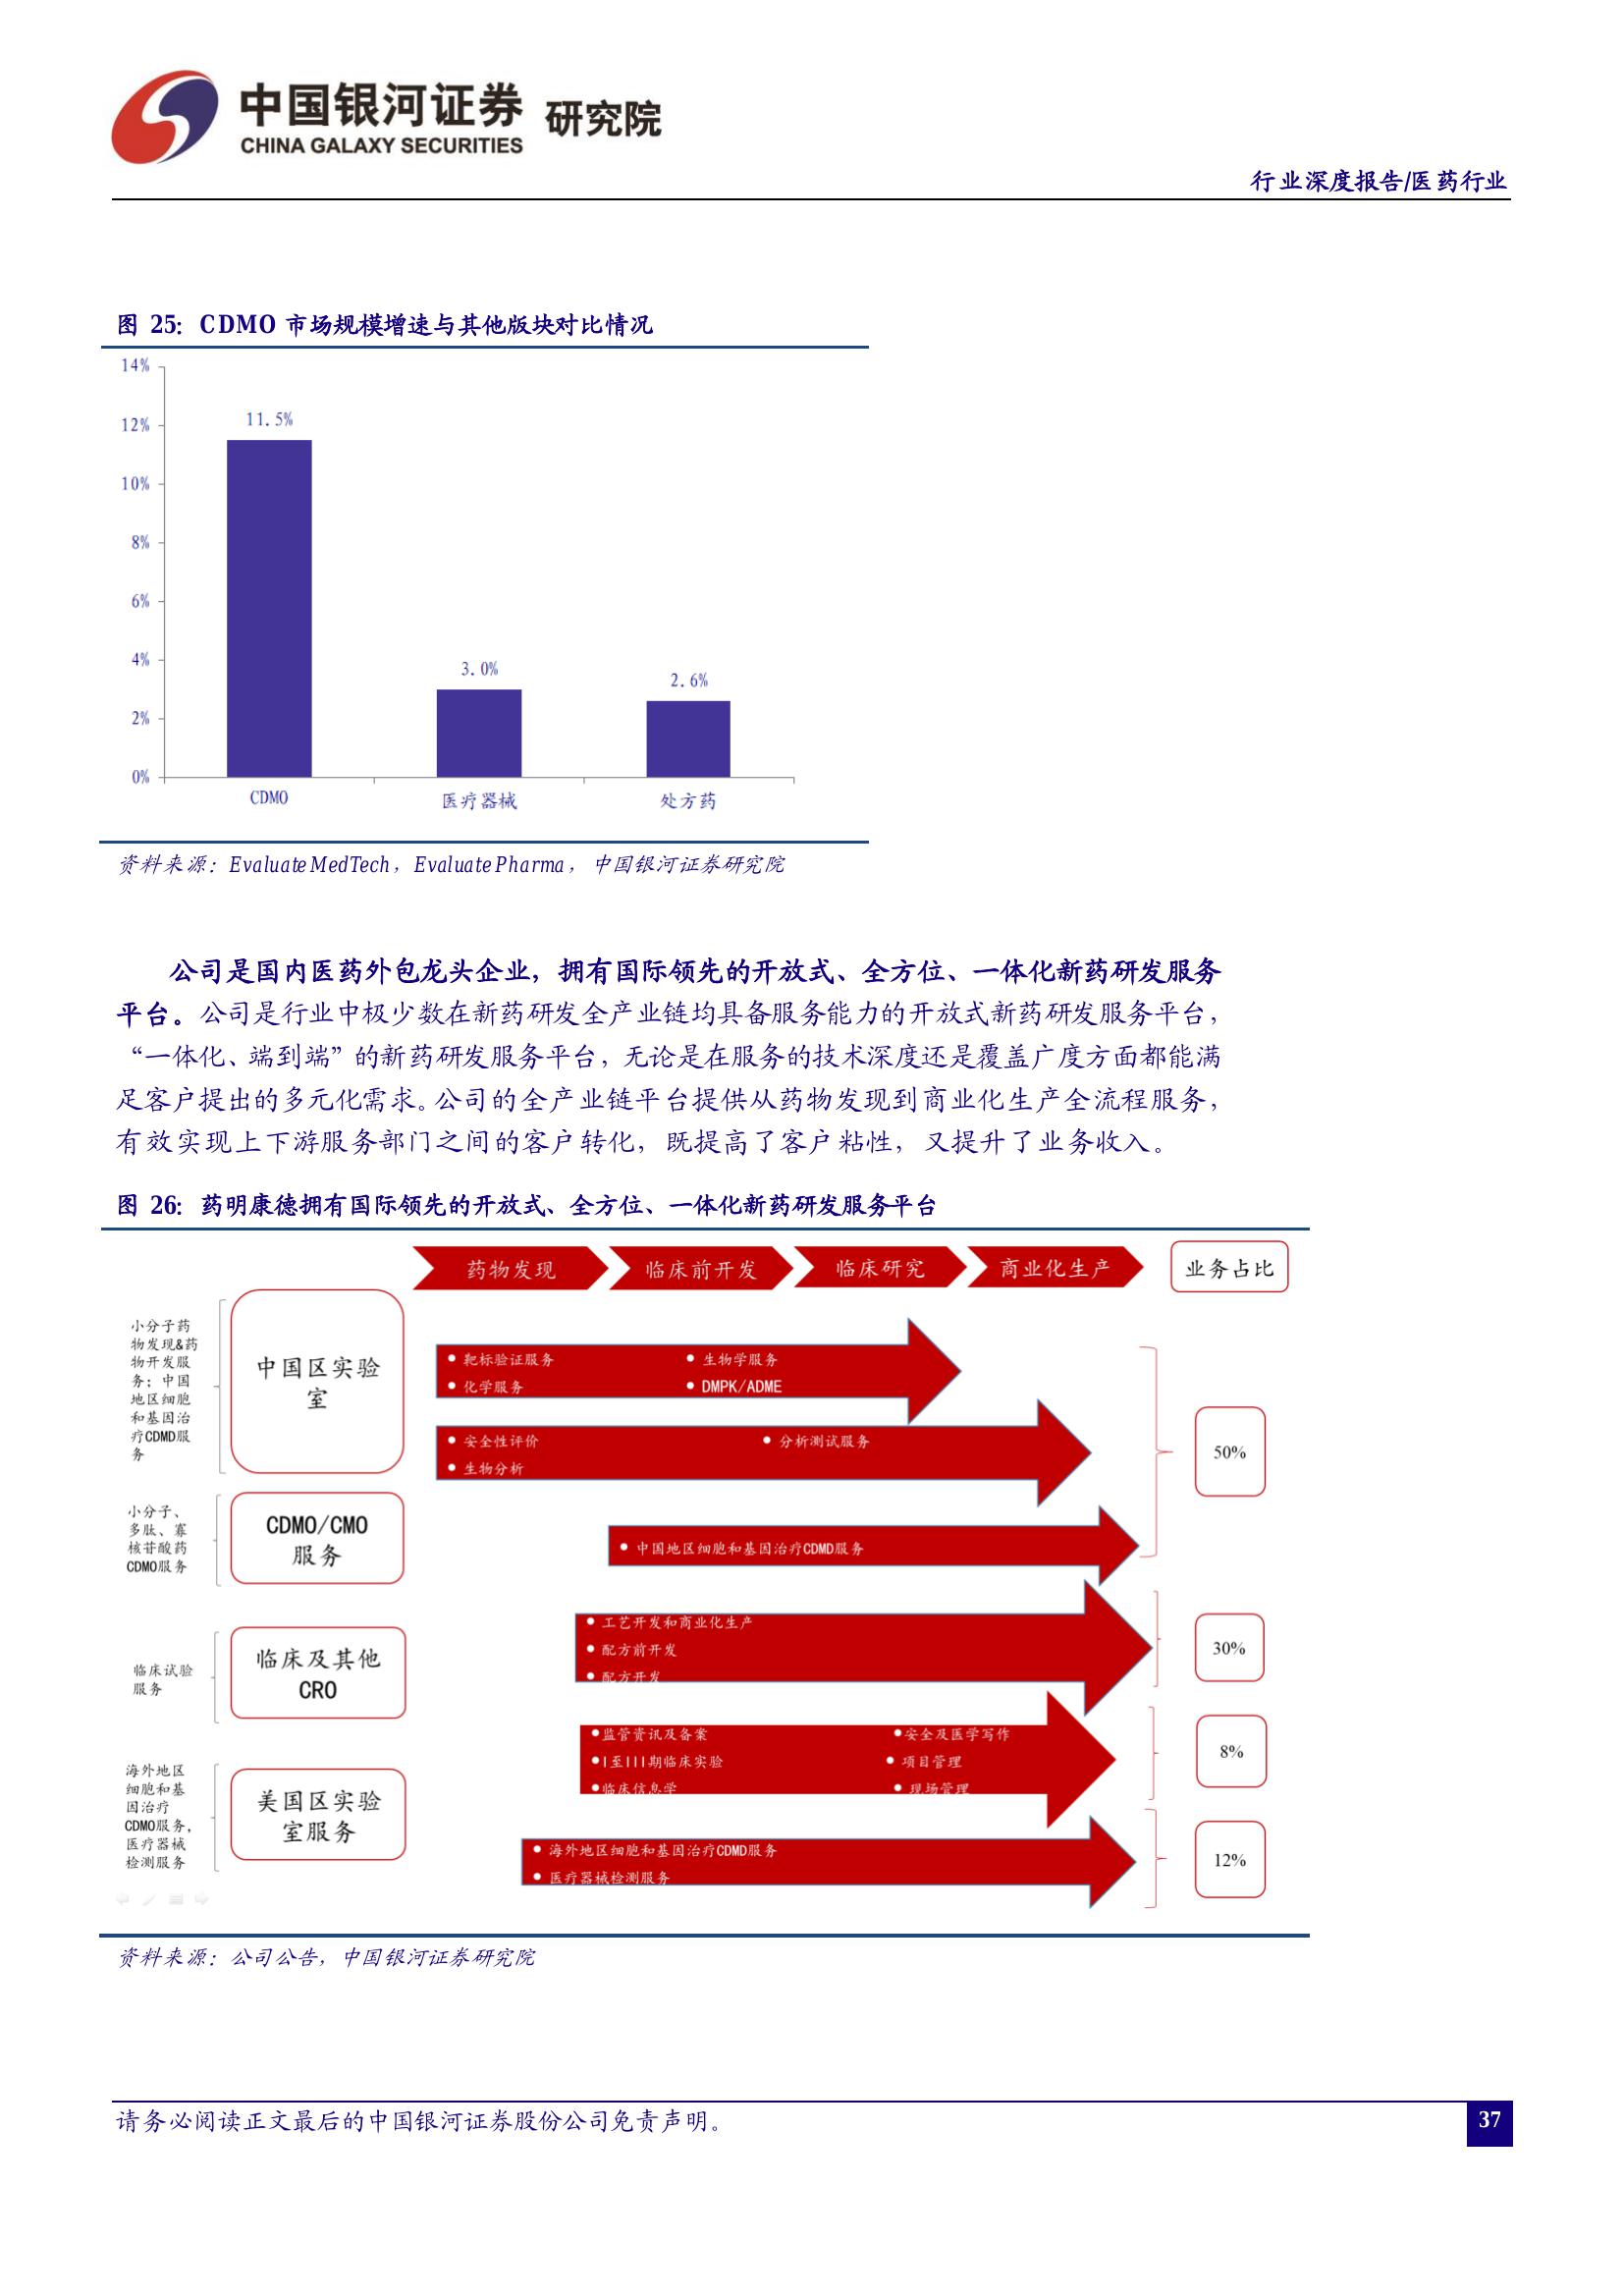 中国银河证券 研究院
CHINA GALAXY SECURITIES
行业深度报告/医药行业
图 25：CDMO 市场规模增速与其他版块对比情况
14%
12%
10%
8%
6%
4%
2%
0%
11.5%
3.0%
2.6%
CDMO
医疗器械
处方药
资料来源：Evaluate MedTech，Evaluate Pharma，中国银河证券研究院
公司是国内医药外包龙头企业，拥有国际领先的开放式、全方位、一体化新药研发服务
平台。公司是行业中极少数在新药研发全产业链均具备服务能力的开放式新药研发服务平台，
“一体化、端到端”的新药研发服务平台，无论是在服务的技术深度还是覆盖广度方面都能满
足客户提出的多元化需求。公司的全产业链平台提供从药物发现到商业化生产全流程服务，
有效实现上下游服务部门之间的客户转化，既提高了客户粘性，又提升了业务收入。
图 26：药明康德拥有国际领先的开放式、全方位、一体化新药研发服务平台
药物发现
临床前开发
临床研究
商业化生产
业务占比
小分子药
物发现&药
物开发服
务；中国
地区细胞
和基因治
疗CDMD服
务
中国区实验
室
靶标验证服务
生物学服务
化学服务
DMPK/ADME
安全性评价
分析测试服务
生物分析
50%
小分子、
多肽、寡
核苷酸药
CDMO服务
CDMO/CMO
服务
中国地区细胞和基因治疗CDMD服务
临床试验
服务
临床及其他
CRO
工艺开发和商业化生产
配方前开发
配方开发
30%
监管资讯及备案
安全及医学写作
I至III期临床实验
项目管理
临床信息学
现场管理
8%
海外地区
细胞和基
因治疗
CDMO服务，
医疗器械
检测服务
美国区实验
室服务
海外地区细胞和基因治疗CDMD服务
医疗器械检测服务
12%
资料来源：公司公告，中国银河证券研究院
请务必阅读正文最后的中国银河证券股份公司免责声明。
37